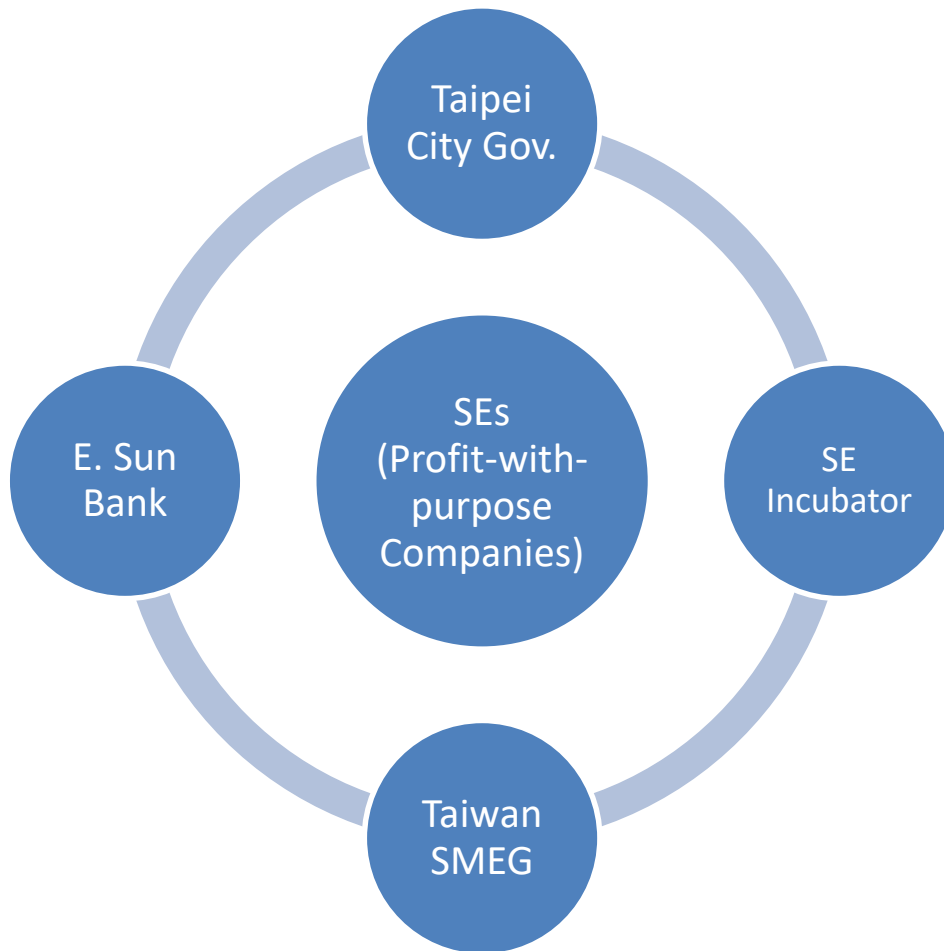 Taipei
City Gov.
E. Sun
Bank
SEs
(Profit-with-
purpose
Companies)
SE
Incubator
Taiwan
SMEG